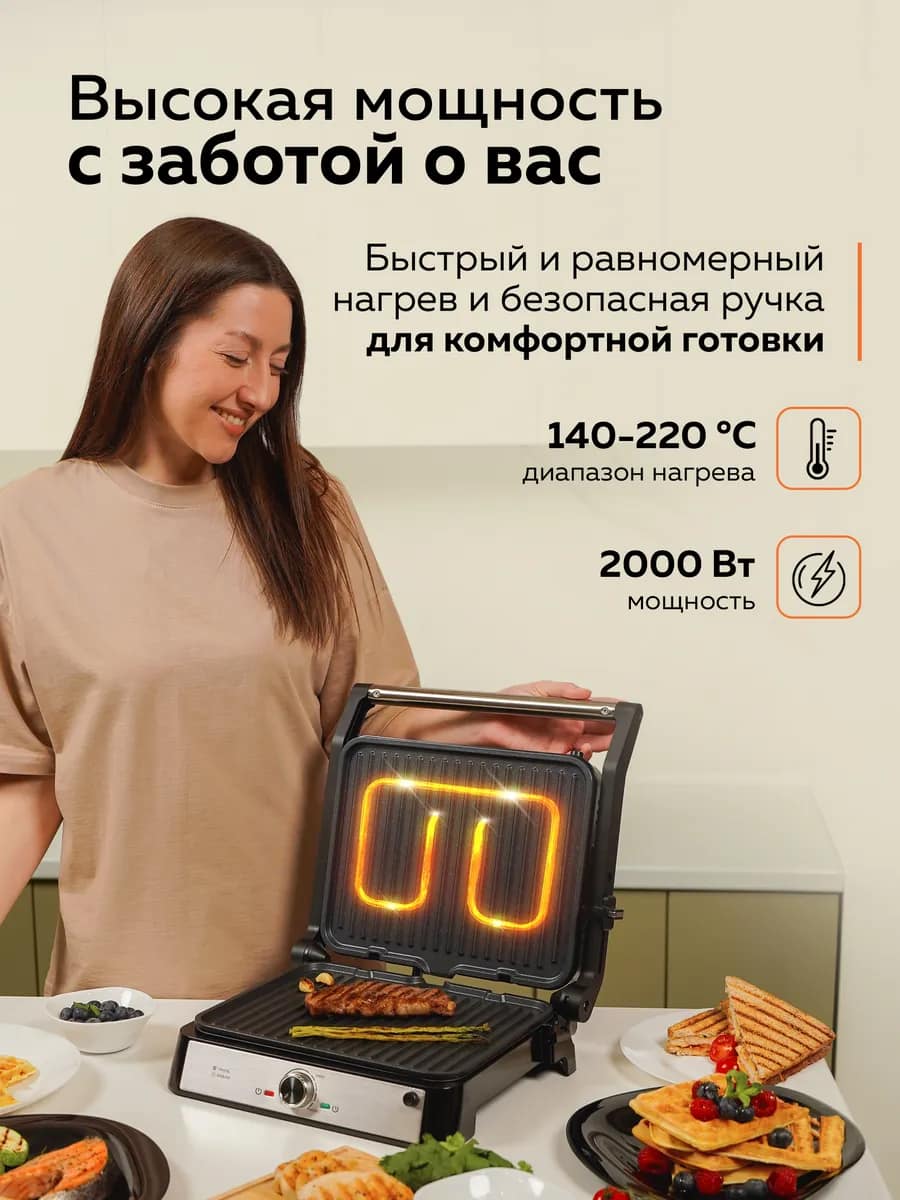 Высокая мощность
с заботой о вас
Быстрый и равномерный
нагрев и безопасная ручка
для комфортной готовки
140-220 °C
диапазон нагрева
2000 Вт
мощность